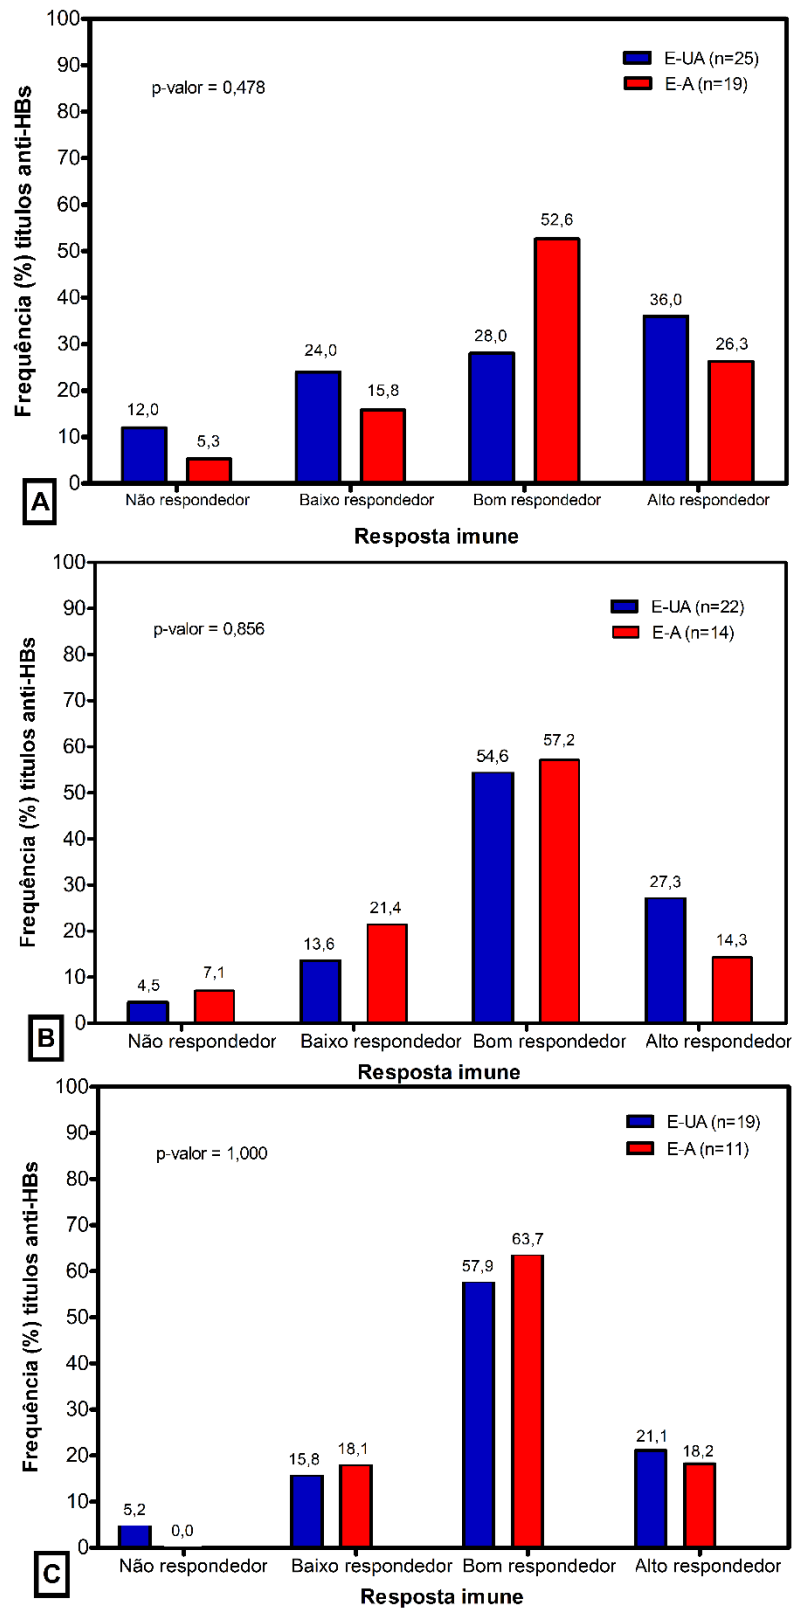 Frequência (%) titulos anti-HBs
100
90
80
70
60
50
40
30
20
10
0
p-valor = 0,478
E-UA (n=25)
E-A (n=19)
12,0
5,3
24,0
15,8
28,0
52,6
36,0
26,3
Não respondedor
Baixo respondedor
Bom respondedor
Alto respondedor
Resposta imune
A
Frequência (%) titulos anti-HBs
100
90
80
70
60
50
40
30
20
10
0
p-valor = 0,856
E-UA (n=22)
E-A (n=14)
4,5
7,1
13,6
21,4
54,6
57,2
27,3
14,3
Não respondedor
Baixo respondedor
Bom respondedor
Alto respondedor
Resposta imune
B
Frequência (%) titulos anti-HBs
100
90
80
70
60
50
40
30
20
10
0
p-valor = 1,000
E-UA (n=19)
E-A (n=11)
5,2
0,0
15,8
18,1
57,9
63,7
21,1
18,2
Não respondedor
Baixo respondedor
Bom respondedor
Alto respondedor
Resposta imune
C